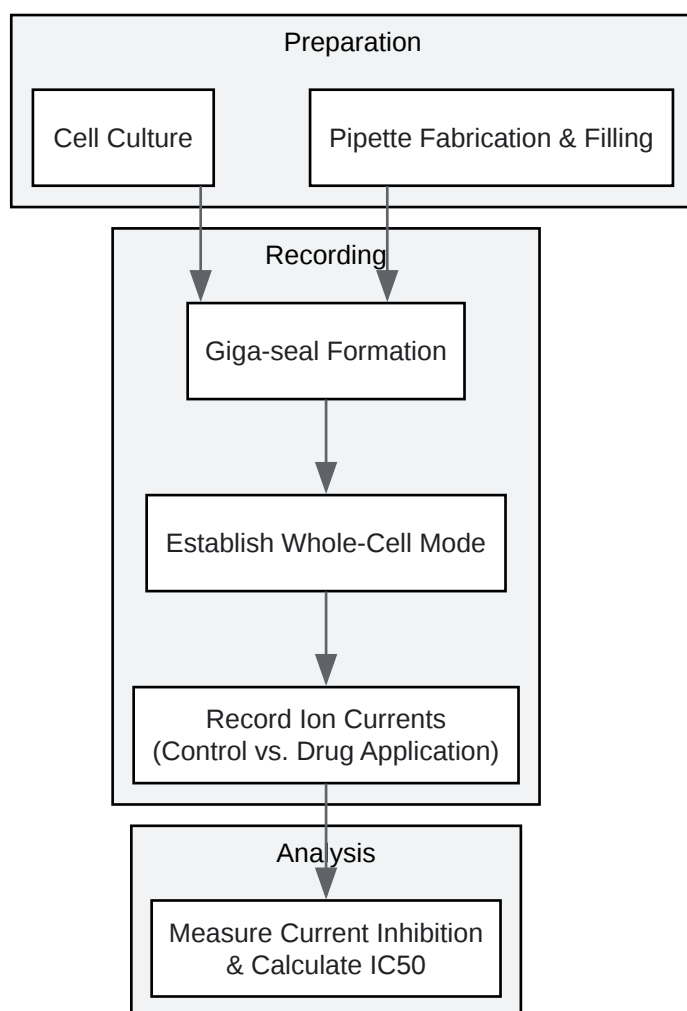 Preparation
Cell Culture
Pipette Fabrication & Filling
Recording
Giga-seal Formation
Establish Whole-Cell Mode
Record Ion Currents
(Control vs. Drug Application)
Analysis
Measure Current Inhibition
& Calculate IC50